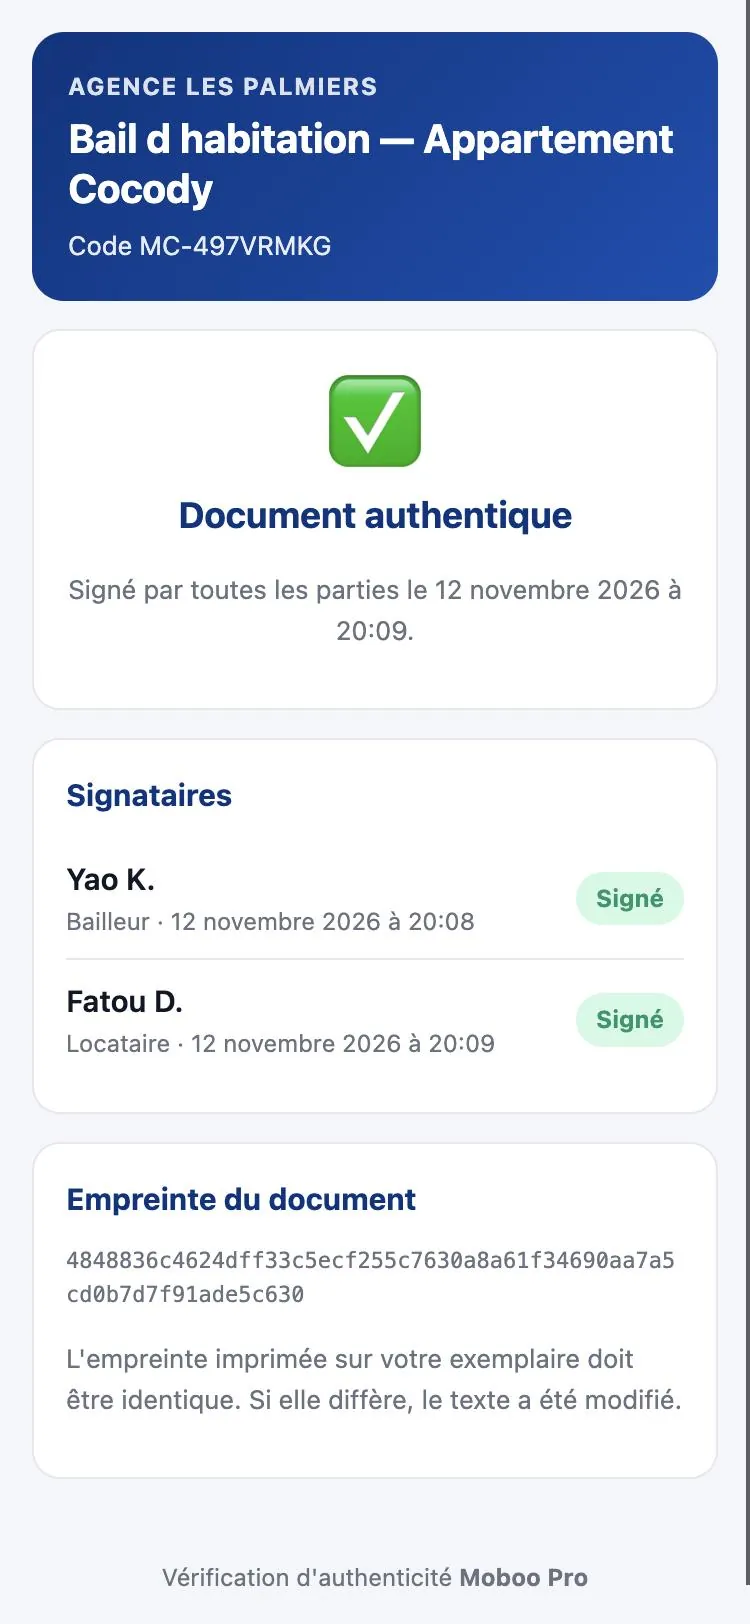 AGENCE LES PALMIERS
Bail d habitation — Appartement
Cocody
Code MC-497VRMKG
Document authentique
Signé par toutes les parties le 12 novembre 2026 à
20:09.
Signataires
Yao K.
Bailleur · 12 novembre 2026 à 20:08
Signé
Fatou D.
Locataire · 12 novembre 2026 à 20:09
Signé
Empreinte du document
4848836c4624dff33c5ecf255c7630a8a61f34690aa7a5
cd0b7d7f91ade5c630
L'empreinte imprimée sur votre exemplaire doit
être identique. Si elle diffère, le texte a été modifié.
Vérification d'authenticité Moboo Pro